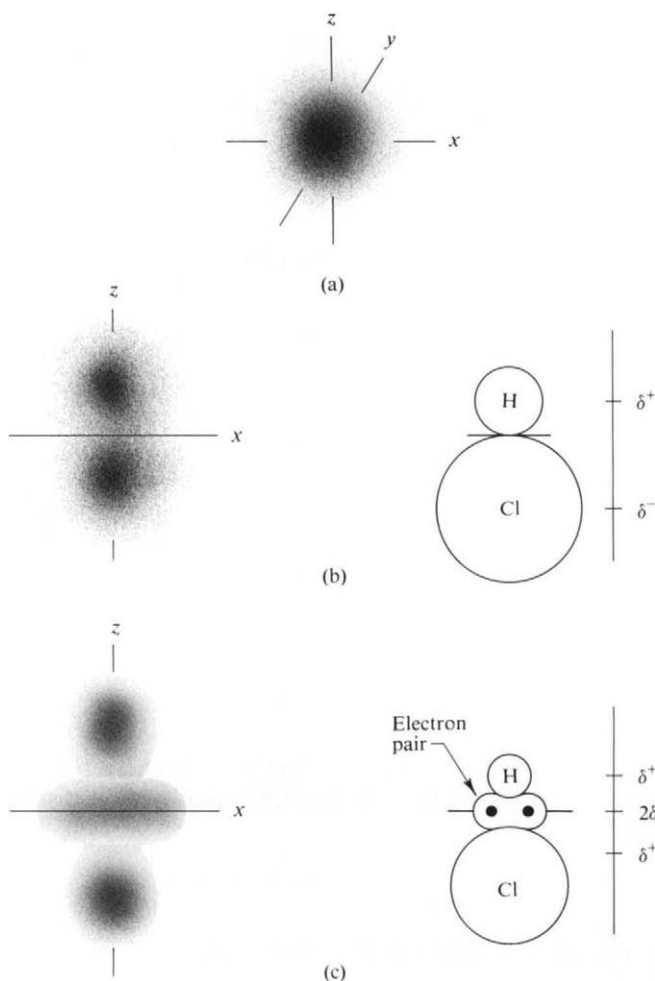 z
y
x
(a)
z
x
H
δ+
Cl
δ−
(b)
z
Electron
pair
H
δ+
x
2δ
δ+
Cl
(c)